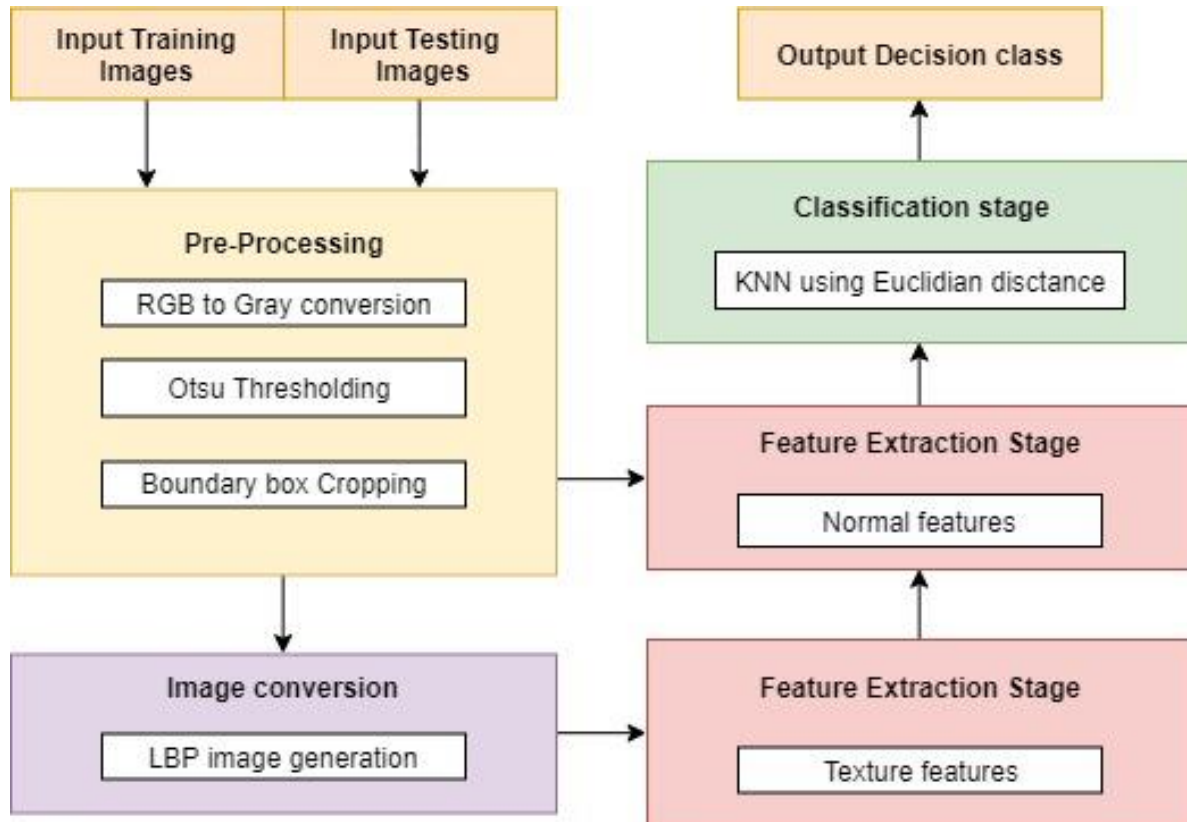 Input Training
Images
Input Testing
Images
Pre-Processing
RGB to Gray conversion
Otsu Thresholding
Boundary box Cropping
Image conversion
LBP image generation
Output Decision class
Classification stage
KNN using Euclidian disctance
Feature Extraction Stage
Normal features
Feature Extraction Stage
Texture features